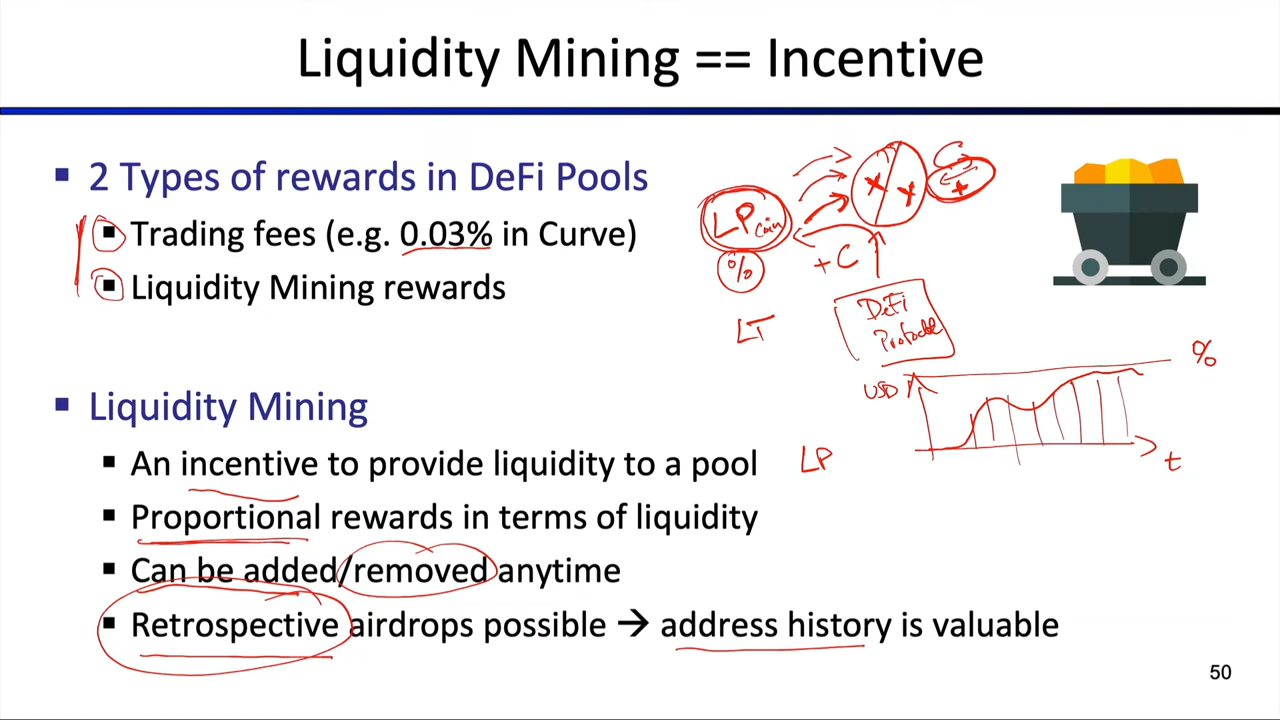 Liquidity Mining == Incentive
▪ 2 Types of rewards in DeFi Pools
▪ Trading fees (e.g. 0.03% in Curve)
▪ Liquidity Mining rewards
▪ Liquidity Mining
▪ An incentive to provide liquidity to a pool
▪ Proportional rewards in terms of liquidity
▪ Can be added/removed anytime
▪ Retrospective airdrops possible → address history is valuable
LP coin
%
X Y
+ C
LT
DeFi
%
USD
LP
t
50